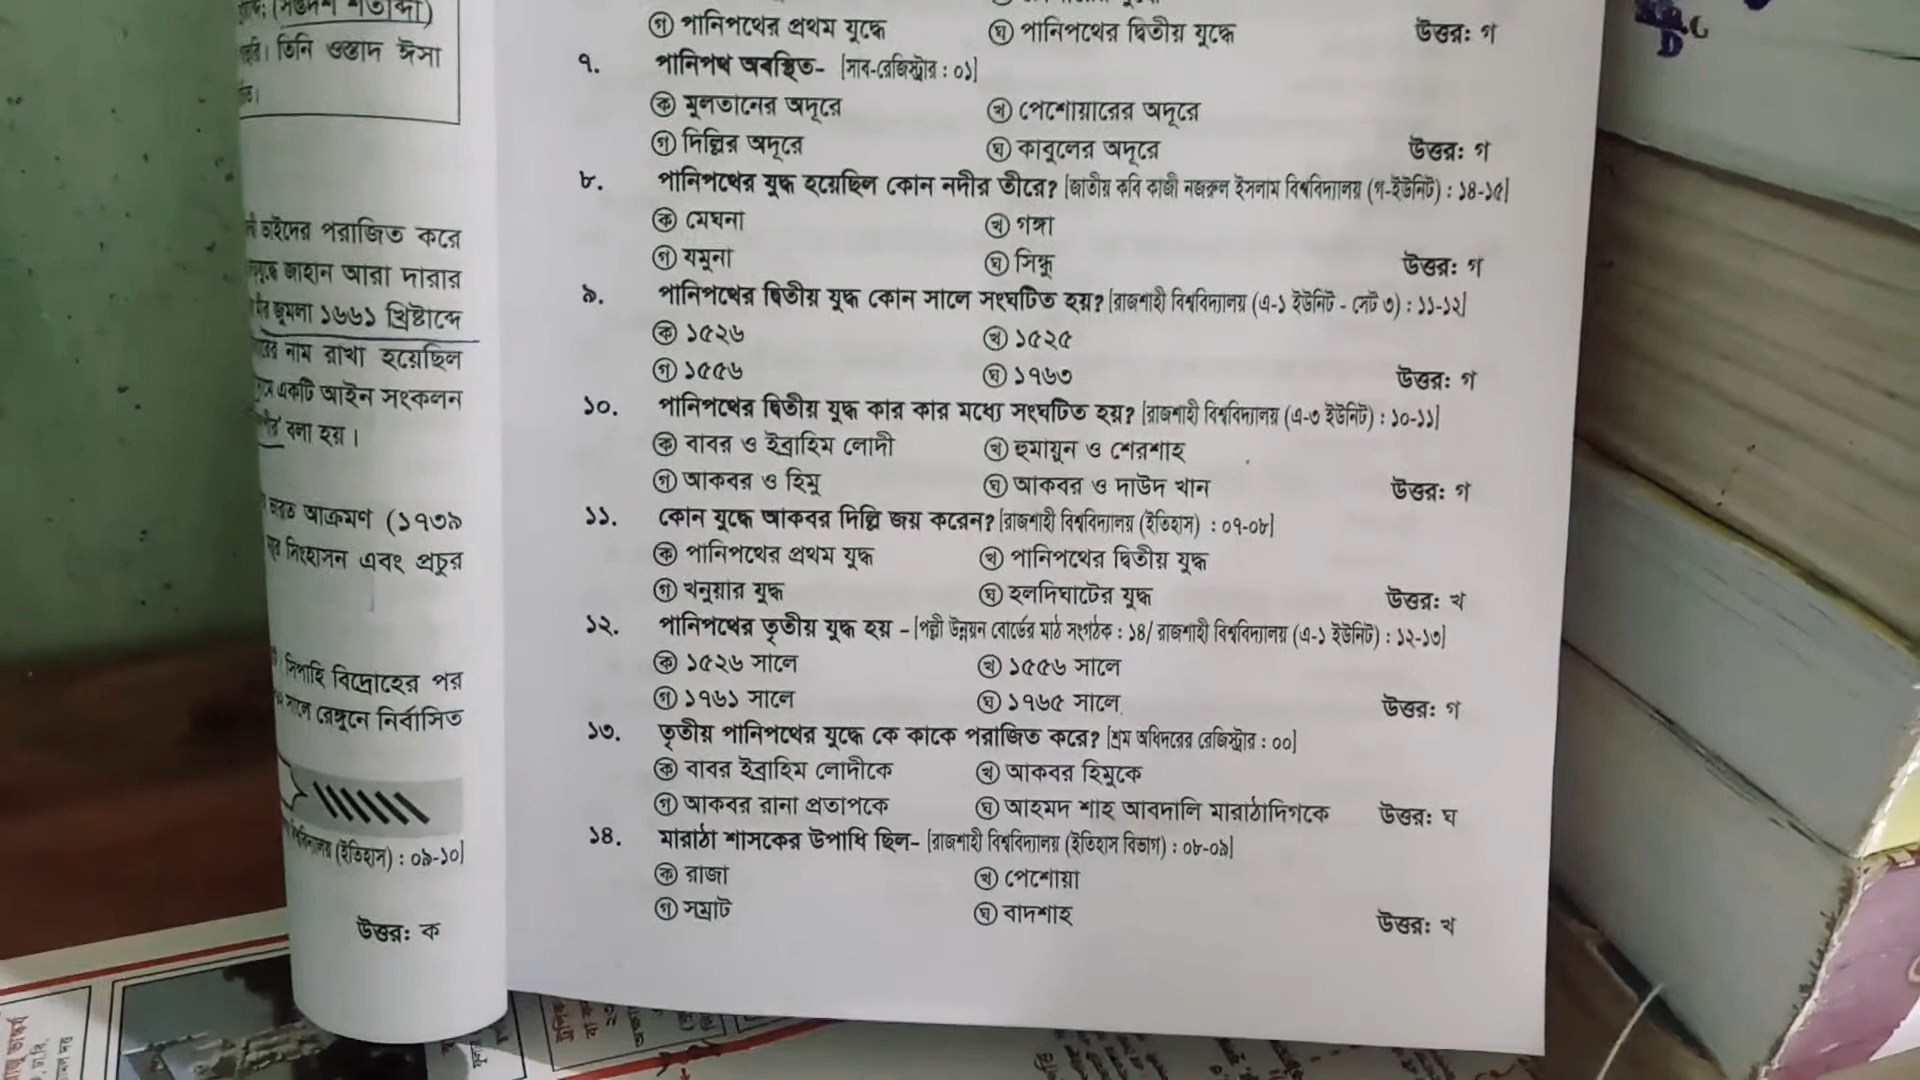 তিনি ওস্তাদ ঈসা
ভাইদের পরাজিত করে
জাহান আরা দারার
জুমলা ১৬৬১ খ্রিষ্টাব্দে
নাম রাখা হয়েছিল
একটি আইন সংকলন
বলা হয়।
ভারত আক্রমণ (১৭৩৯
সিংহাসন এবং প্রচুর
সিপাহি বিদ্রোহের পর
সালে রেঙ্গুনে নির্বাসিত
(ইতিহাস) : ০৯-১০]
উত্তর: ক
গ পানিপথের প্রথম যুদ্ধে ঘ পানিপথের দ্বিতীয় যুদ্ধে উত্তর: গ
৭. পানিপথ অবস্থিত- [সাব-রেজিস্ট্রার : ০১]
ক মুলতানের অদূরে খ পেশোয়ারের অদূরে
গ দিল্লির অদূরে ঘ কাবুলের অদূরে উত্তর: গ
৮. পানিপথের যুদ্ধ হয়েছিল কোন নদীর তীরে? [জাতীয় কবি কাজী নজরুল ইসলাম বিশ্ববিদ্যালয় (গ-ইউনিট) : ১৪-১৫]
ক মেঘনা খ গঙ্গা
গ যমুনা ঘ সিন্ধু উত্তর: গ
৯. পানিপথের দ্বিতীয় যুদ্ধ কোন সালে সংঘটিত হয়? [রাজশাহী বিশ্ববিদ্যালয় (এ-১ ইউনিট - সেট ৩) : ১১-১২]
ক ১৫২৬ খ ১৫২৫
গ ১৫৫৬ ঘ ১৭৬৩ উত্তর: গ
১০. পানিপথের দ্বিতীয় যুদ্ধ কার কার মধ্যে সংঘটিত হয়? [রাজশাহী বিশ্ববিদ্যালয় (এ-৩ ইউনিট) : ১০-১১]
ক বাবর ও ইব্রাহিম লোদী খ হুমায়ুন ও শেরশাহ
গ আকবর ও হিমু ঘ আকবর ও দাউদ খান উত্তর: গ
১১. কোন যুদ্ধে আকবর দিল্লি জয় করেন? [রাজশাহী বিশ্ববিদ্যালয় (ইতিহাস) : ০৭-০৮]
ক পানিপথের প্রথম যুদ্ধ খ পানিপথের দ্বিতীয় যুদ্ধ
গ খনুয়ার যুদ্ধ ঘ হলদিঘাটের যুদ্ধ উত্তর: খ
১২. পানিপথের তৃতীয় যুদ্ধ হয় – [পল্লী উন্নয়ন বোর্ডের মাঠ সংগঠক : ১৪/ রাজশাহী বিশ্ববিদ্যালয় (এ-১ ইউনিট) : ১২-১৩]
ক ১৫২৬ সালে খ ১৫৫৬ সালে
গ ১৭৬১ সালে ঘ ১৭৬৫ সালে উত্তর: গ
১৩. তৃতীয় পানিপথের যুদ্ধে কে কাকে পরাজিত করে? [শ্রম অধিদপ্তরের রেজিস্ট্রার : ০০]
ক বাবর ইব্রাহিম লোদীকে খ আকবর হিমুকে
গ আকবর রানা প্রতাপকে ঘ আহমদ শাহ আবদালি মারাঠাদিগকে উত্তর: ঘ
১৪. মারাঠা শাসকের উপাধি ছিল- [রাজশাহী বিশ্ববিদ্যালয় (ইতিহাস বিভাগ) : ০৮-০৯]
ক রাজা খ পেশোয়া
গ সম্রাট ঘ বাদশাহ উত্তর: খ